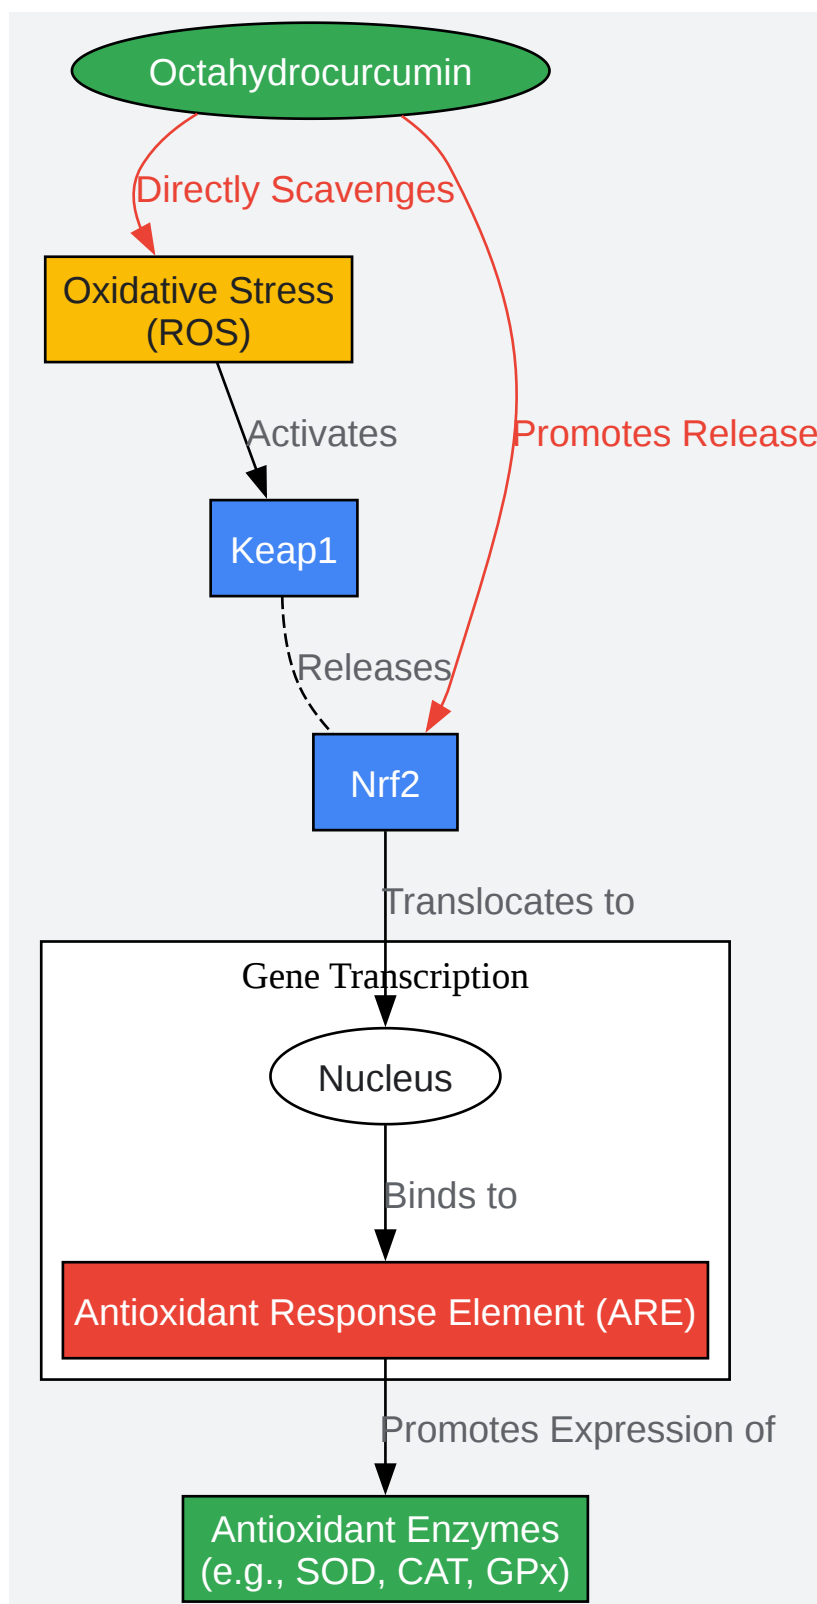 Octahydrocurcumin
Directly Scavenges
Oxidative Stress
(ROS)
Activates
Promotes Release
Keap1
Releases
Nrf2
Translocates to
Gene Transcription
Nucleus
Binds to
Antioxidant Response Element (ARE)
Promotes Expression of
Antioxidant Enzymes
(e.g., SOD, CAT, GPx)